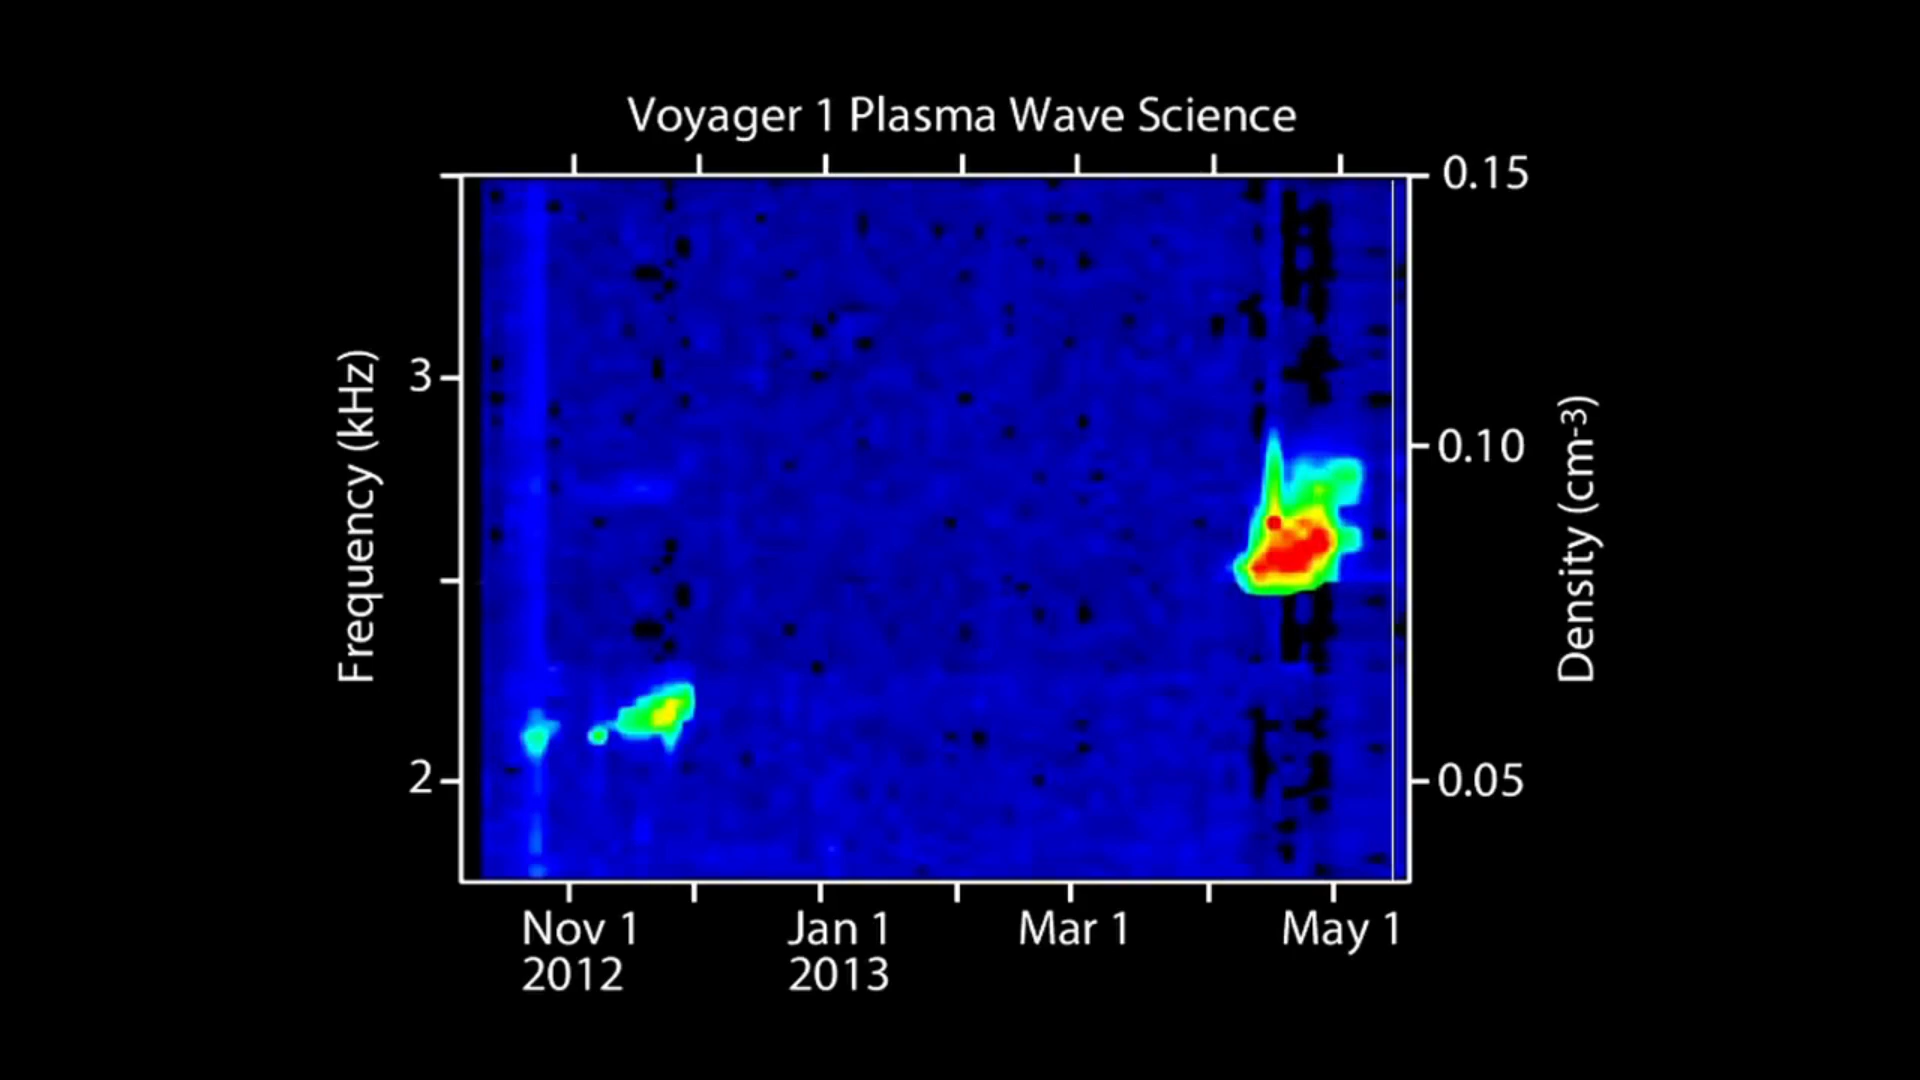 Voyager 1 Plasma Wave Science
0.15
3
0.10
2
0.05
Frequency (kHz)
Density (cm-3)
Nov 1
2012
Jan 1
2013
Mar 1
May 1